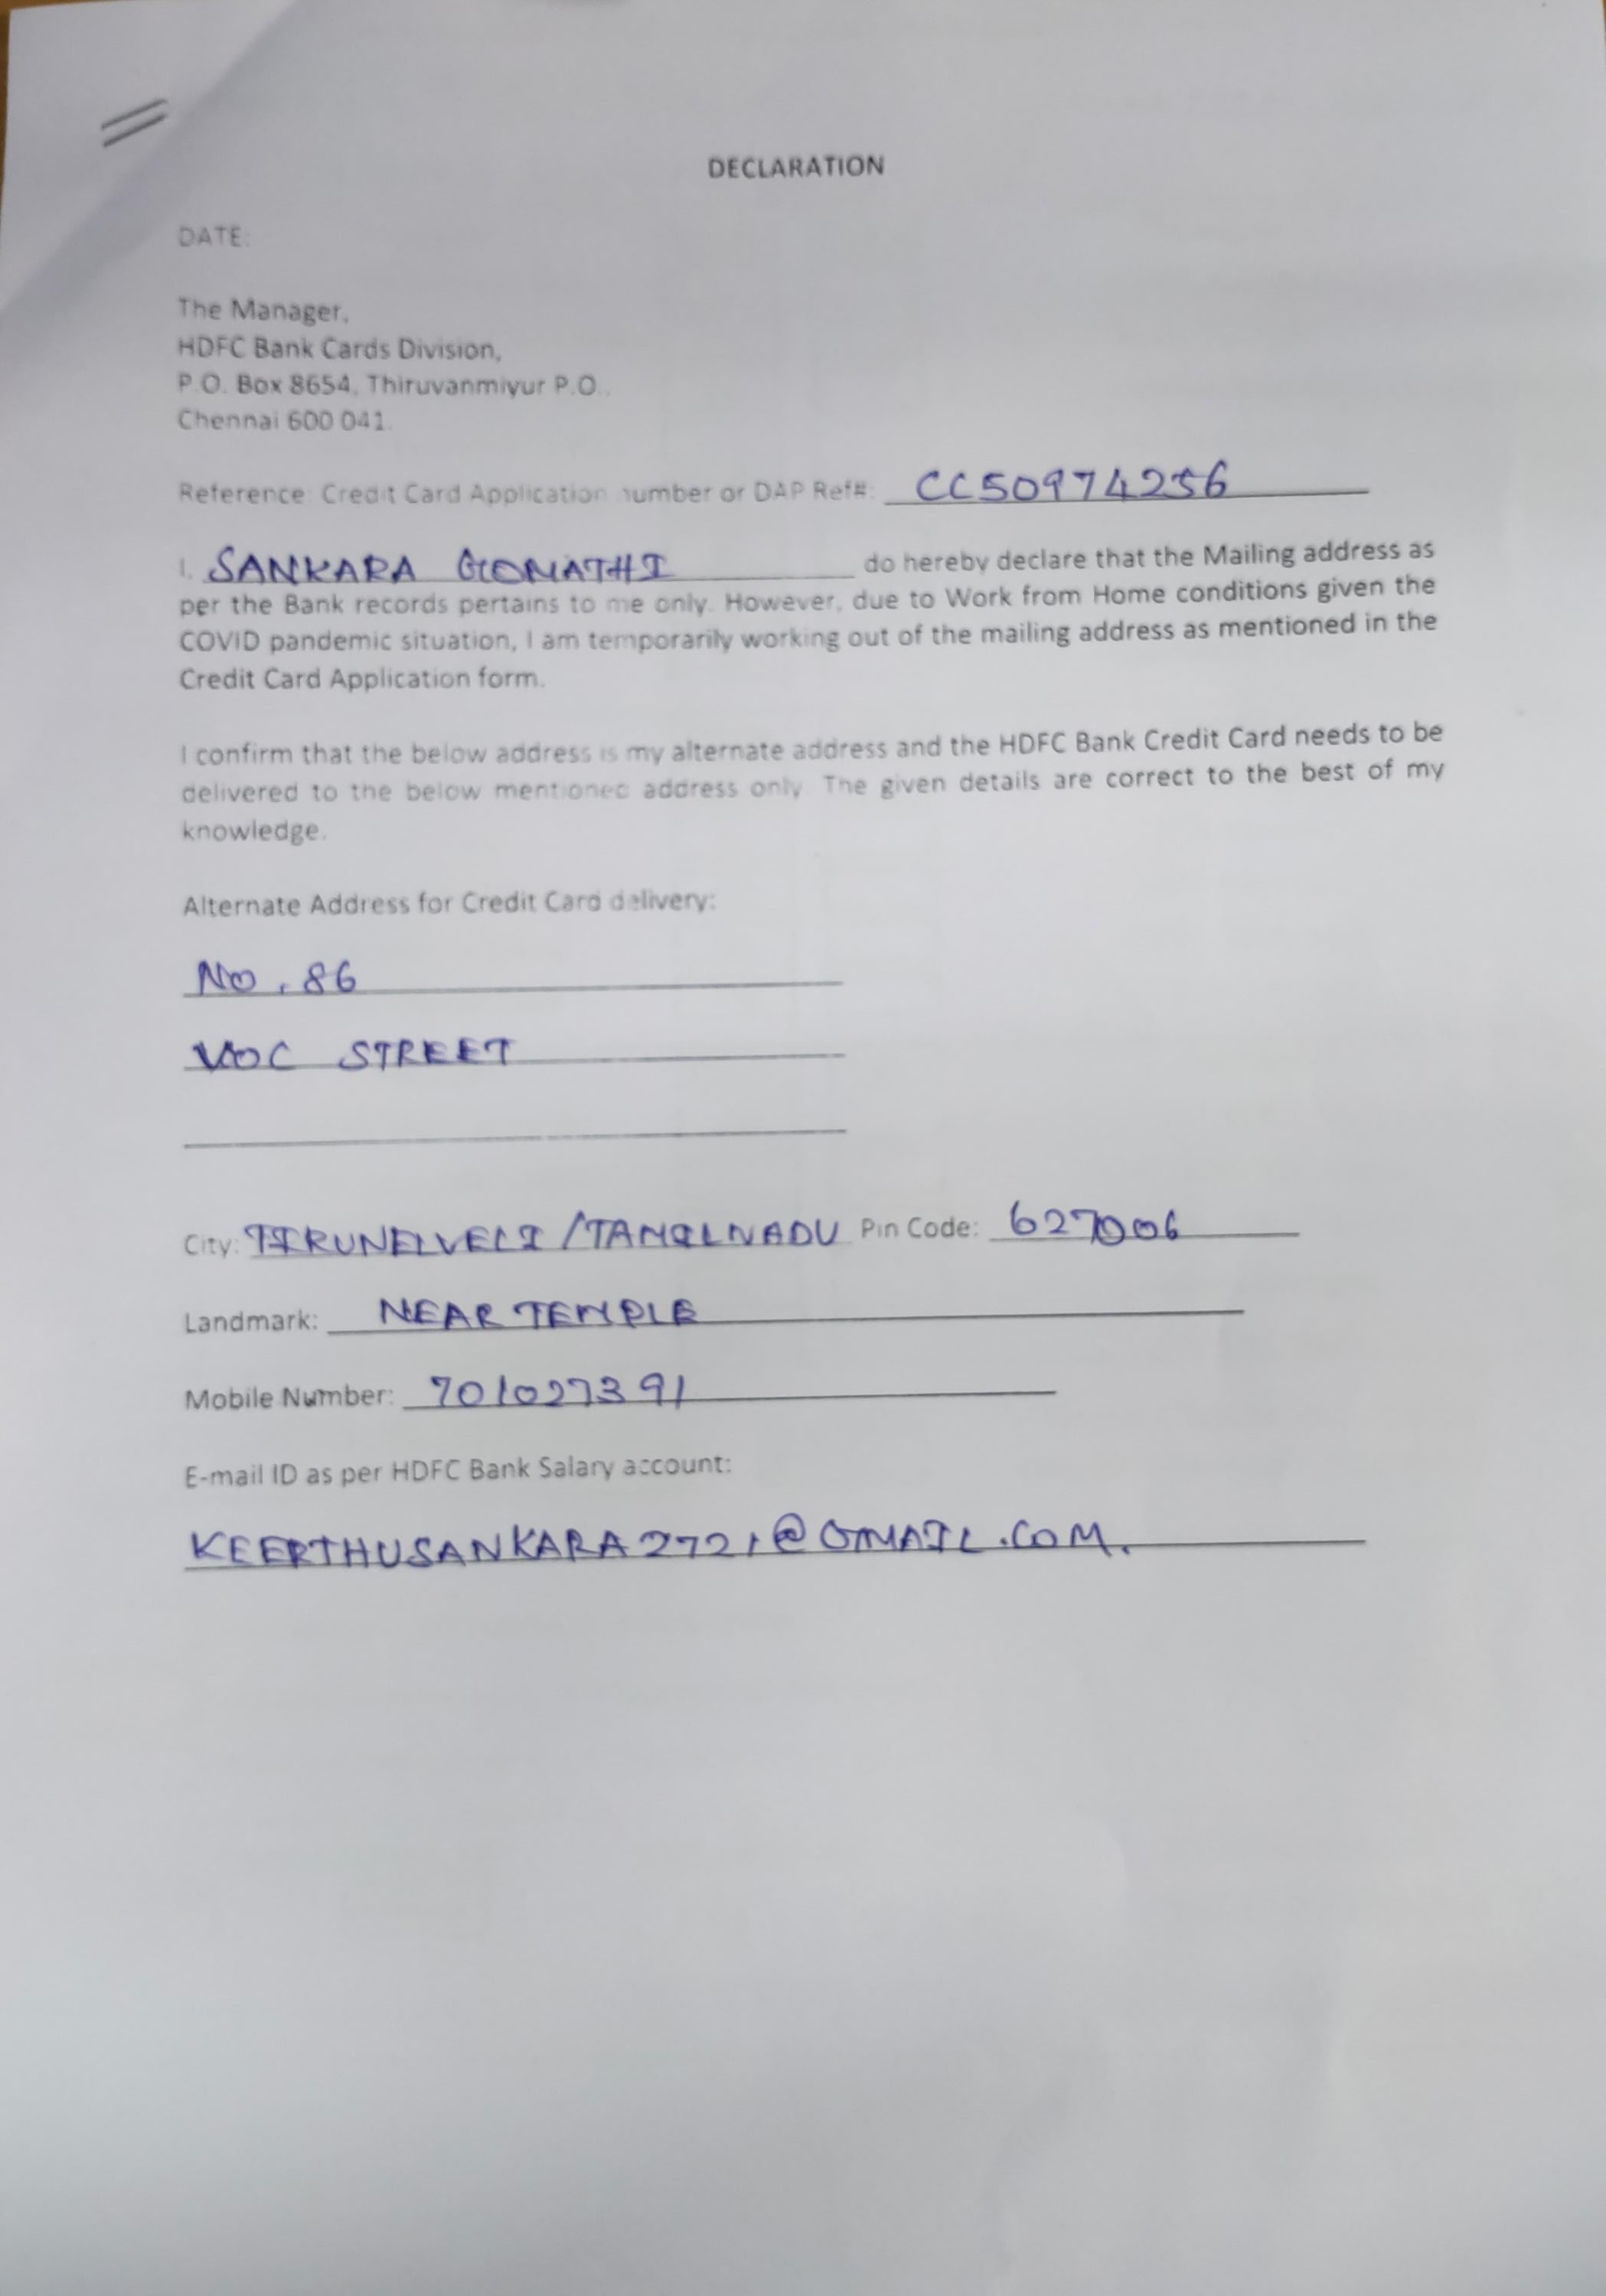 DECLARATION
DATE:
The Manager,
HDFC Bank Cards Division,
P.O. Box 8654, Thiruvanmiyur P.O.,
Chennai 600 041.
Reference: Credit Card Application number or DAP Ref#: CC50974256
I, SANKARA GOMATHI do hereby declare that the Mailing address as
per the Bank records pertains to me only. However, due to Work from Home conditions given the
COVID pandemic situation, I am temporarily working out of the mailing address as mentioned in the
Credit Card Application form.
I confirm that the below address is my alternate address and the HDFC Bank Credit Card needs to be
delivered to the below mentioned address only. The given details are correct to the best of my
knowledge.
Alternate Address for Credit Card delivery:
No. 86
VOC STREET
City: TIRUNELVELI /TAMILNADU Pin Code: 627006
Landmark: NEAR TEMPLE
Mobile Number: 701027391
E-mail ID as per HDFC Bank Salary account:
KEERTHUSANKARA2721@GMAIL.COM.